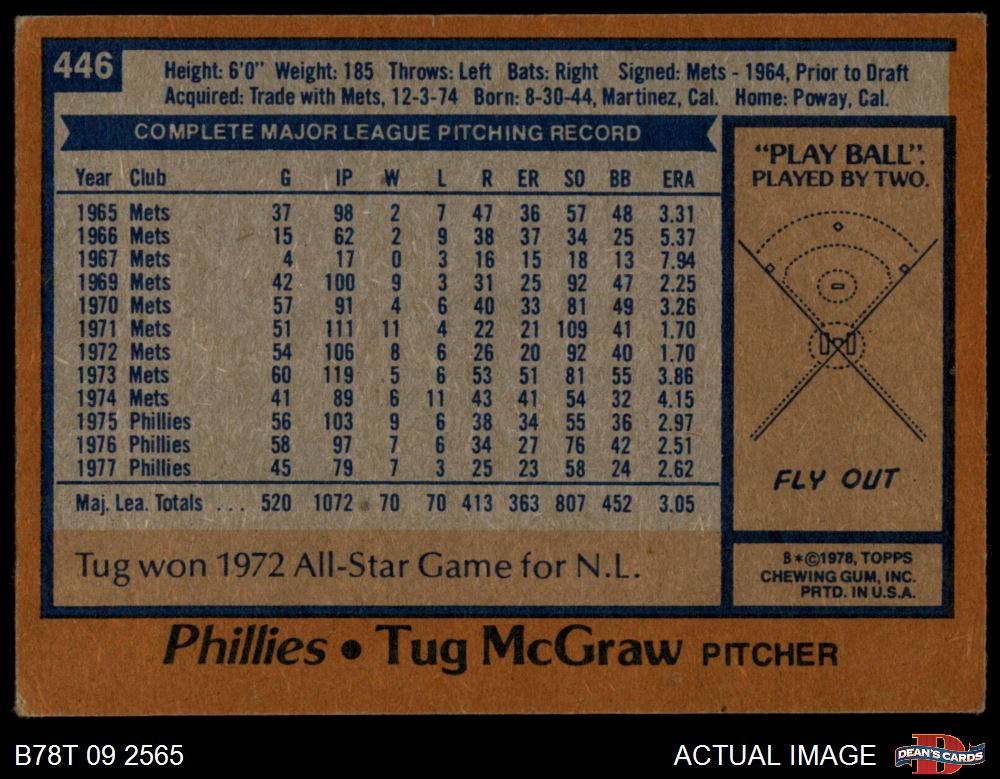 446
Height: 6'0" Weight: 185 Throws: Left Bats: Right Signed: Mets - 1964, Prior to Draft
Acquired: Trade with Mets, 12-3-74 Born: 8-30-44, Martinez, Cal. Home: Poway, Cal.
COMPLETE MAJOR LEAGUE PITCHING RECORD
Year Club G IP W L R ER SO BB ERA
1965 Mets 37 98 2 7 47 36 57 48 3.31
1966 Mets 15 62 2 9 38 37 34 25 5.37
1967 Mets 4 17 0 3 16 15 18 13 7.94
1969 Mets 42 100 9 3 31 25 92 47 2.25
1970 Mets 57 91 4 6 40 33 81 49 3.26
1971 Mets 51 111 11 4 22 21 109 41 1.70
1972 Mets 54 106 8 6 26 20 92 40 1.70
1973 Mets 60 119 5 6 53 51 81 55 3.86
1974 Mets 41 89 6 11 43 41 54 32 4.15
1975 Phillies 56 103 9 6 38 34 55 36 2.97
1976 Phillies 58 97 7 6 34 27 76 42 2.51
1977 Phillies 45 79 7 3 25 23 58 24 2.62
Maj. Lea. Totals ... 520 1072 70 70 413 363 807 452 3.05
Tug won 1972 All-Star Game for N.L.
"PLAY BALL".
PLAYED BY TWO.
FLY OUT
B*©1978, TOPPS
CHEWING GUM, INC.
PRTD. IN U.S.A.
Phillies • Tug McGraw PITCHER
B78T 09 2565
ACTUAL IMAGE
DEAN'S CARDS